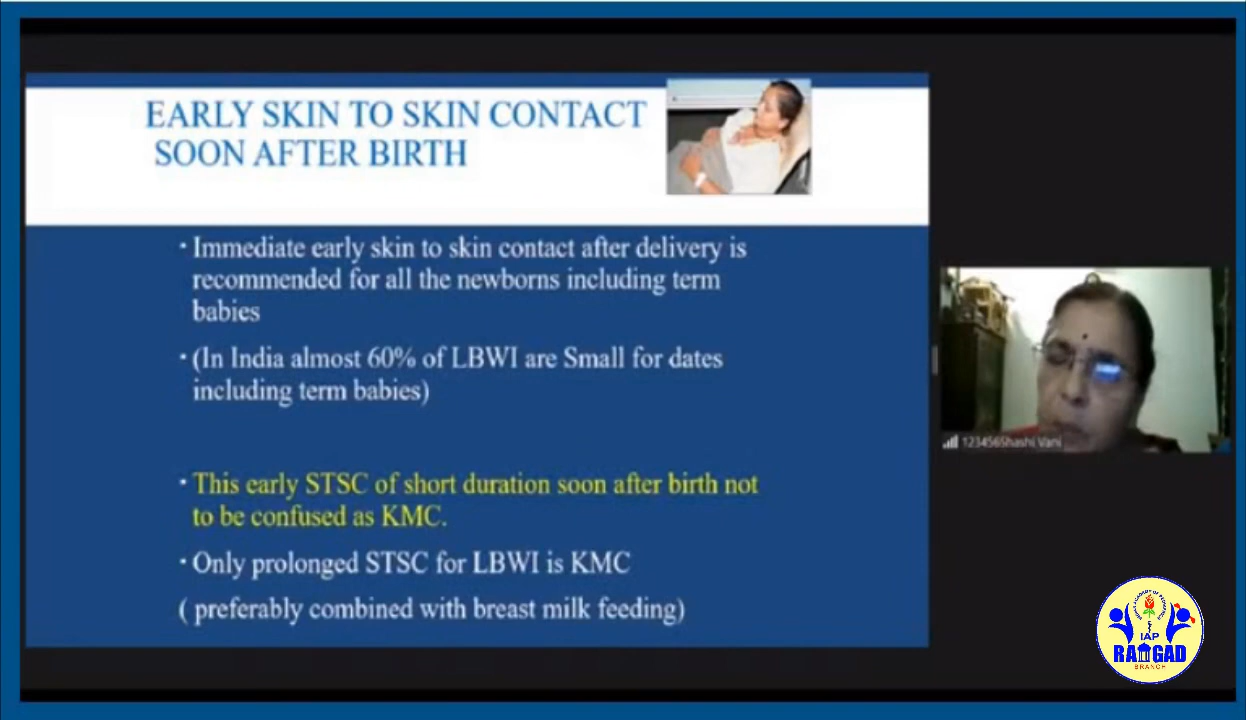 EARLY SKIN TO SKIN CONTACT
SOON AFTER BIRTH
· Immediate early skin to skin contact after delivery is
recommended for all the newborns including term
babies
· (In India almost 60% of LBWI are Small for dates
including term babies)
· This early STSC of short duration soon after birth not
to be confused as KMC.
· Only prolonged STSC for LBWI is KMC
( preferably combined with breast milk feeding)
123456Shashi Vani
IAP
RAIGAD
BRANCH